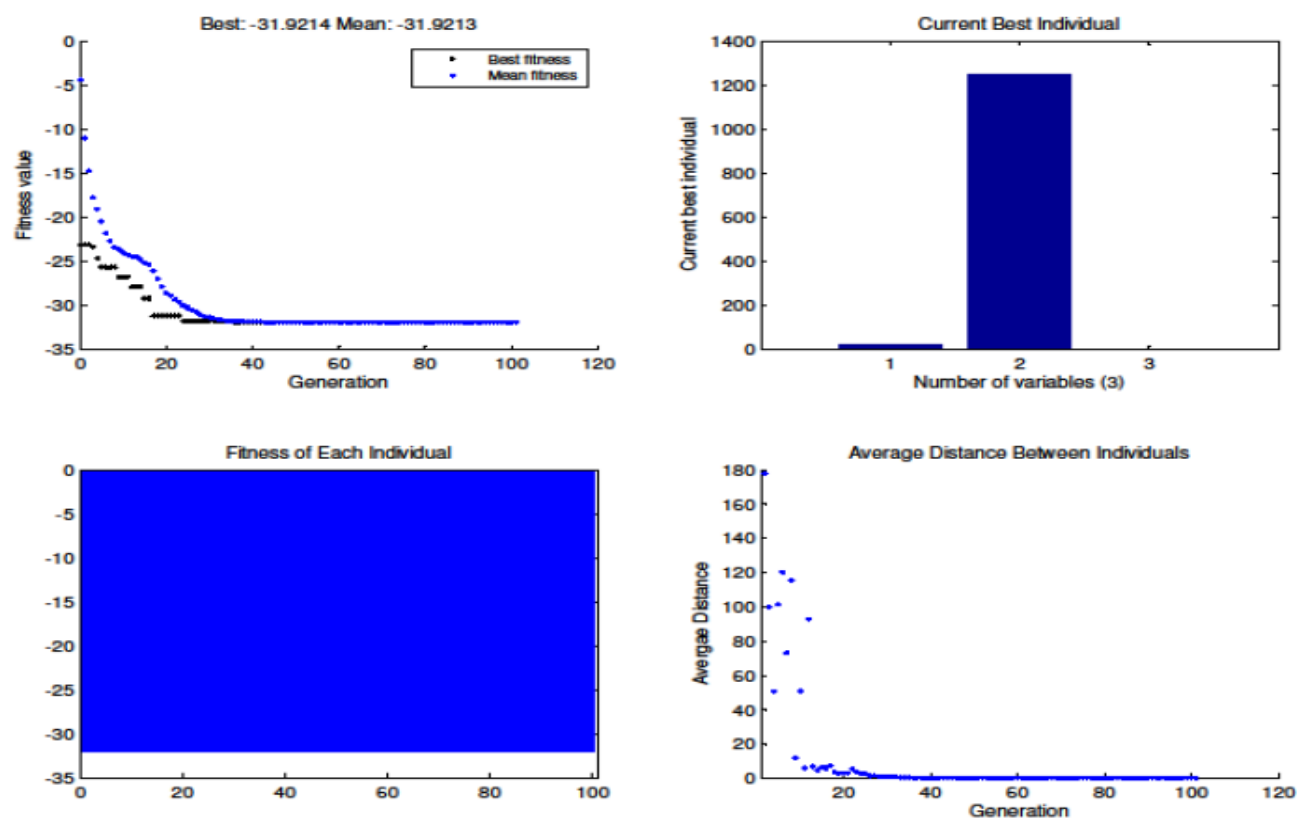 Best: -31.9214 Mean: -31.9213
0
-5
-10
-15
-20
-25
-30
-35
Fitness value
Best fitness
Mean fitness
0 20 40 60 80 100 120
Generation
Current Best Individual
1400
1200
1000
800
600
400
200
0
Current best individual
1 2 3
Number of variables (3)
Fitness of Each Individual
0
-5
-10
-15
-20
-25
-30
-35
0 20 40 60 80 100
Average Distance Between Individuals
180
160
140
120
100
80
60
40
20
0
Avergae Distance
20 40 60 80 100 120
Generation